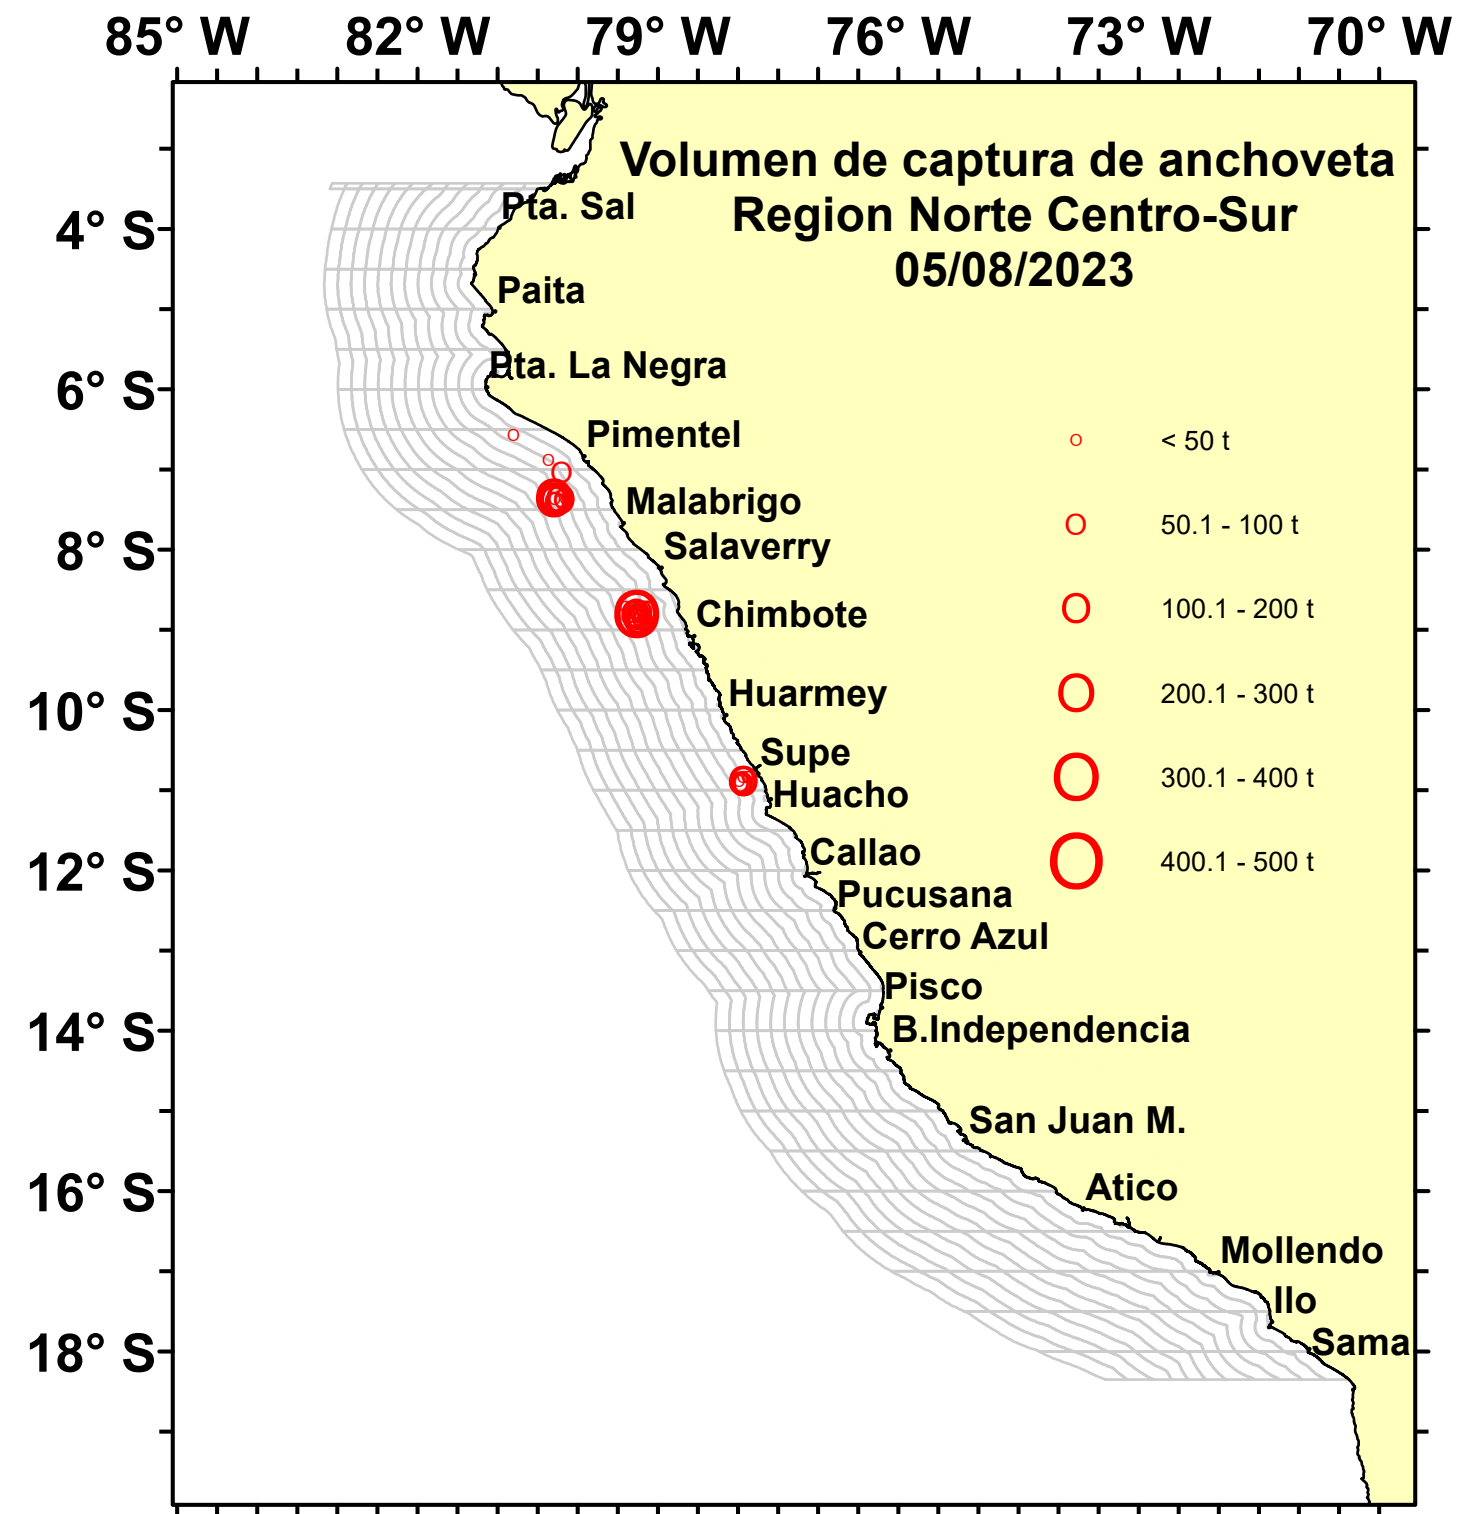 85° W 82° W 79° W 76° W 73° W 70° W
Volumen de captura de anchoveta
Region Norte Centro-Sur
05/08/2023
Pta. Sal
4° S
Paita
Pta. La Negra
6° S
Pimentel
< 50 t
Malabrigo
50.1 - 100 t
Salaverry
8° S
Chimbote
100.1 - 200 t
Huarmey
200.1 - 300 t
10° S
Supe
300.1 - 400 t
Huacho
Callao
400.1 - 500 t
12° S
Pucusana
Cerro Azul
Pisco
14° S
B.Independencia
San Juan M.
16° S
Atico
Mollendo
Ilo
Sama
18° S